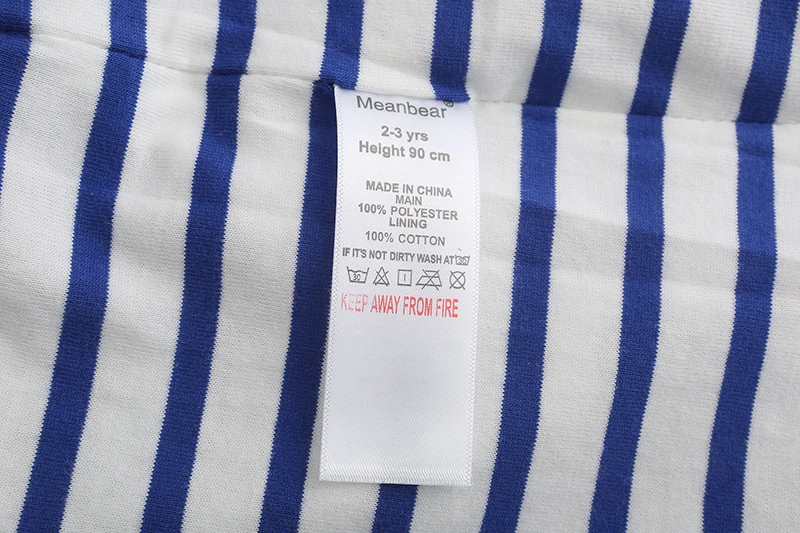 Meanbear®
2-3 yrs
Height 90 cm
MADE IN CHINA
MAIN
100% POLYESTER
LINING
100% COTTON
IF IT'S NOT DIRTY WASH AT 30
30
KEEP AWAY FROM FIRE